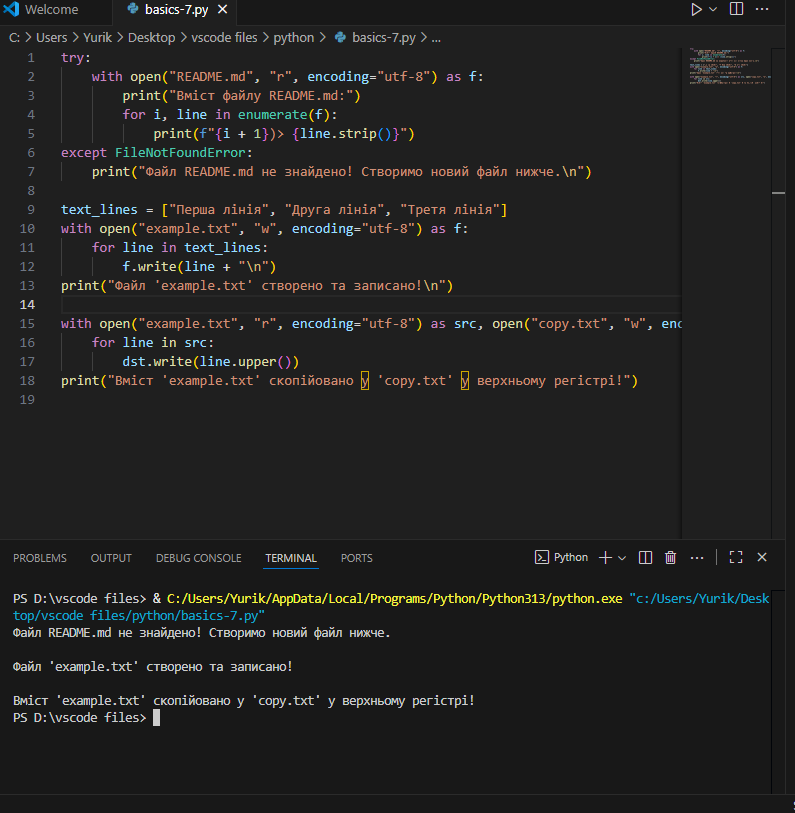 Welcome
basics-7.py
C: > Users > Yurik > Desktop > vscode files > python > basics-7.py > ...
1 try:
2 with open("README.md", "r", encoding="utf-8") as f:
3 print("Вміст файлу README.md:")
4 for i, line in enumerate(f):
5 print(f"{i + 1})> {line.strip()}")
6 except FileNotFoundError:
7 print("Файл README.md не знайдено! Створимо новий файл нижче.\n")
8
9 text_lines = ["Перша лінія", "Друга лінія", "Третя лінія"]
10 with open("example.txt", "w", encoding="utf-8") as f:
11 for line in text_lines:
12 f.write(line + "\n")
13 print("Файл 'example.txt' створено та записано!\n")
14
15 with open("example.txt", "r", encoding="utf-8") as src, open("copy.txt", "w", enc
16 for line in src:
17 dst.write(line.upper())
18 print("Вміст 'example.txt' скопійовано у 'copy.txt' у верхньому регістрі!")
19
PROBLEMS OUTPUT DEBUG CONSOLE TERMINAL PORTS
Python
PS D:\vscode files> & C:/Users/Yurik/AppData/Local/Programs/Python/Python313/python.exe "c:/Users/Yurik/Desk
top/vscode files/python/basics-7.py"
Файл README.md не знайдено! Створимо новий файл нижче.
Файл 'example.txt' створено та записано!
Вміст 'example.txt' скопійовано у 'copy.txt' у верхньому регістрі!
PS D:\vscode files>